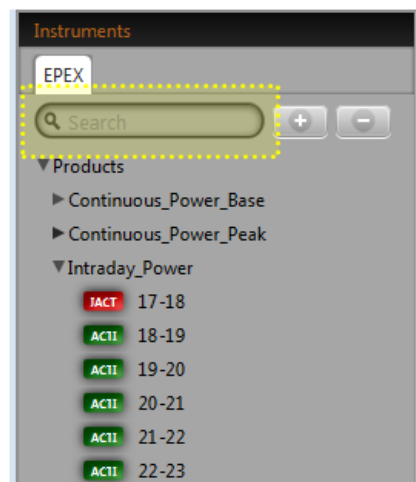 Instruments
EPEX
Search
Products
Continuous_Power_Base
Continuous_Power_Peak
Intraday_Power
IACT 17-18
ACTI 18-19
ACTI 19-20
ACTI 20-21
ACTI 21-22
ACTI 22-23